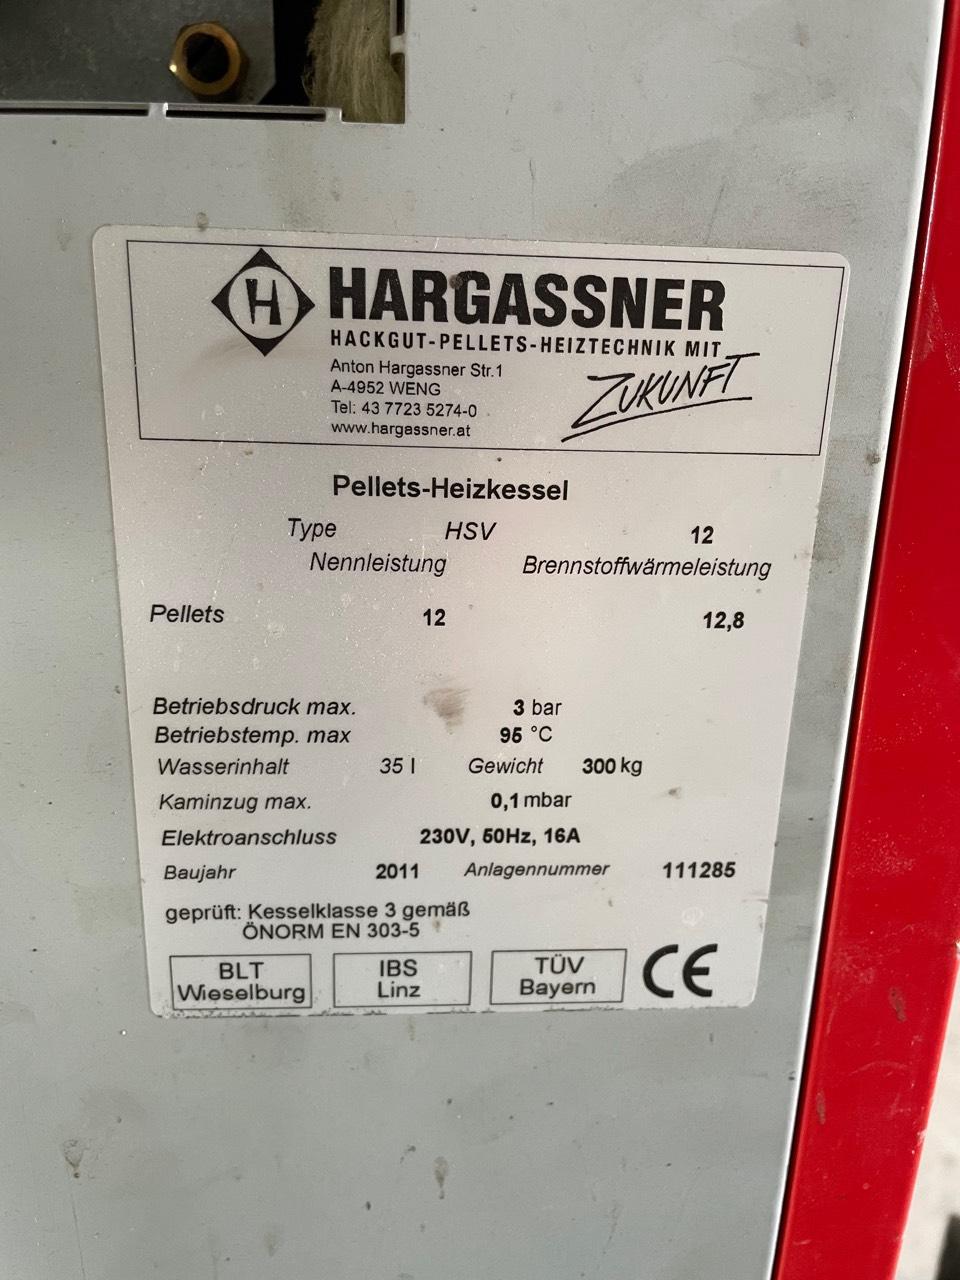 H HARGASSNER
HACKGUT-PELLETS-HEIZTECHNIK MIT
ZUKUNFT
Anton Hargassner Str.1
A-4952 WENG
Tel: 43 7723 5274-0
www.hargassner.at
Pellets-Heizkessel
Type HSV 12
Nennleistung Brennstoffwärmeleistung
Pellets 12 12,8
Betriebsdruck max. 3 bar
Betriebstemp. max 95 °C
Wasserinhalt 35 l Gewicht 300 kg
Kaminzug max. 0,1 mbar
Elektroanschluss 230V, 50Hz, 16A
Baujahr 2011 Anlagennummer 111285
geprüft: Kesselklasse 3 gemäß
ÖNORM EN 303-5
BLT Wieselburg
IBS Linz
TÜV Bayern
CE